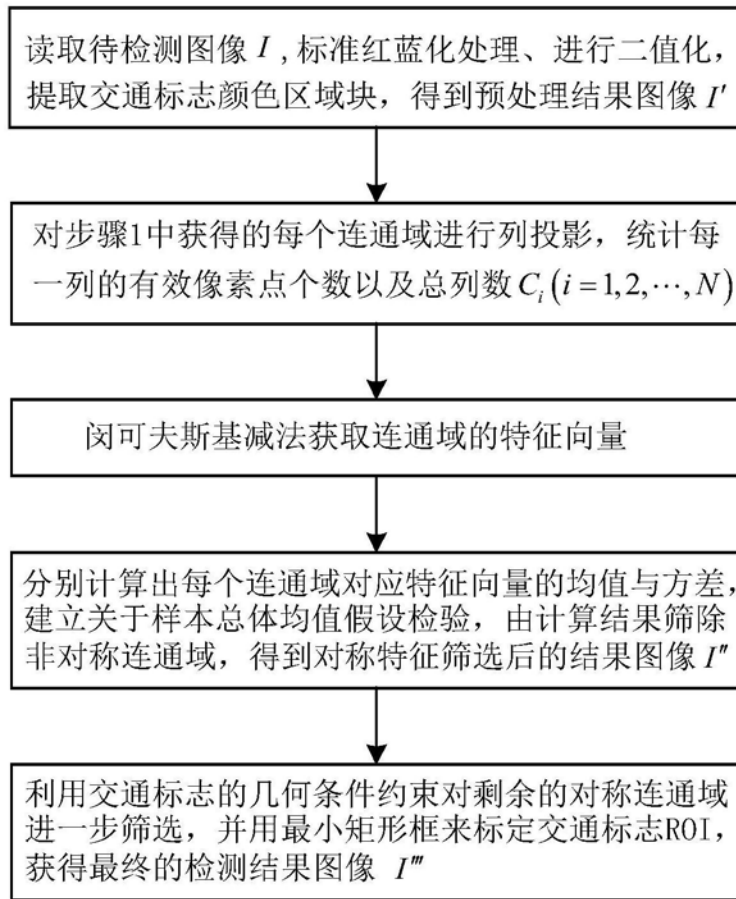 读取待检测图像 I ,标准红蓝化处理、进行二值化,
提取交通标志颜色区域块，得到预处理结果图像 I′
对步骤1中获得的每个连通域进行列投影，统计每
一列的有效像素点个数以及总列数 C_i (i = 1, 2, ⋯, N)
闵可夫斯基减法获取连通域的特征向量
分别计算出每个连通域对应特征向量的均值与方差，
建立关于样本总体均值假设检验，由计算结果筛除
非对称连通域，得到对称特征筛选后的结果图像 I″
利用交通标志的几何条件约束对剩余的对称连通域
进一步筛选，并用最小矩形框来标定交通标志ROI，
获得最终的检测结果图像 I‴